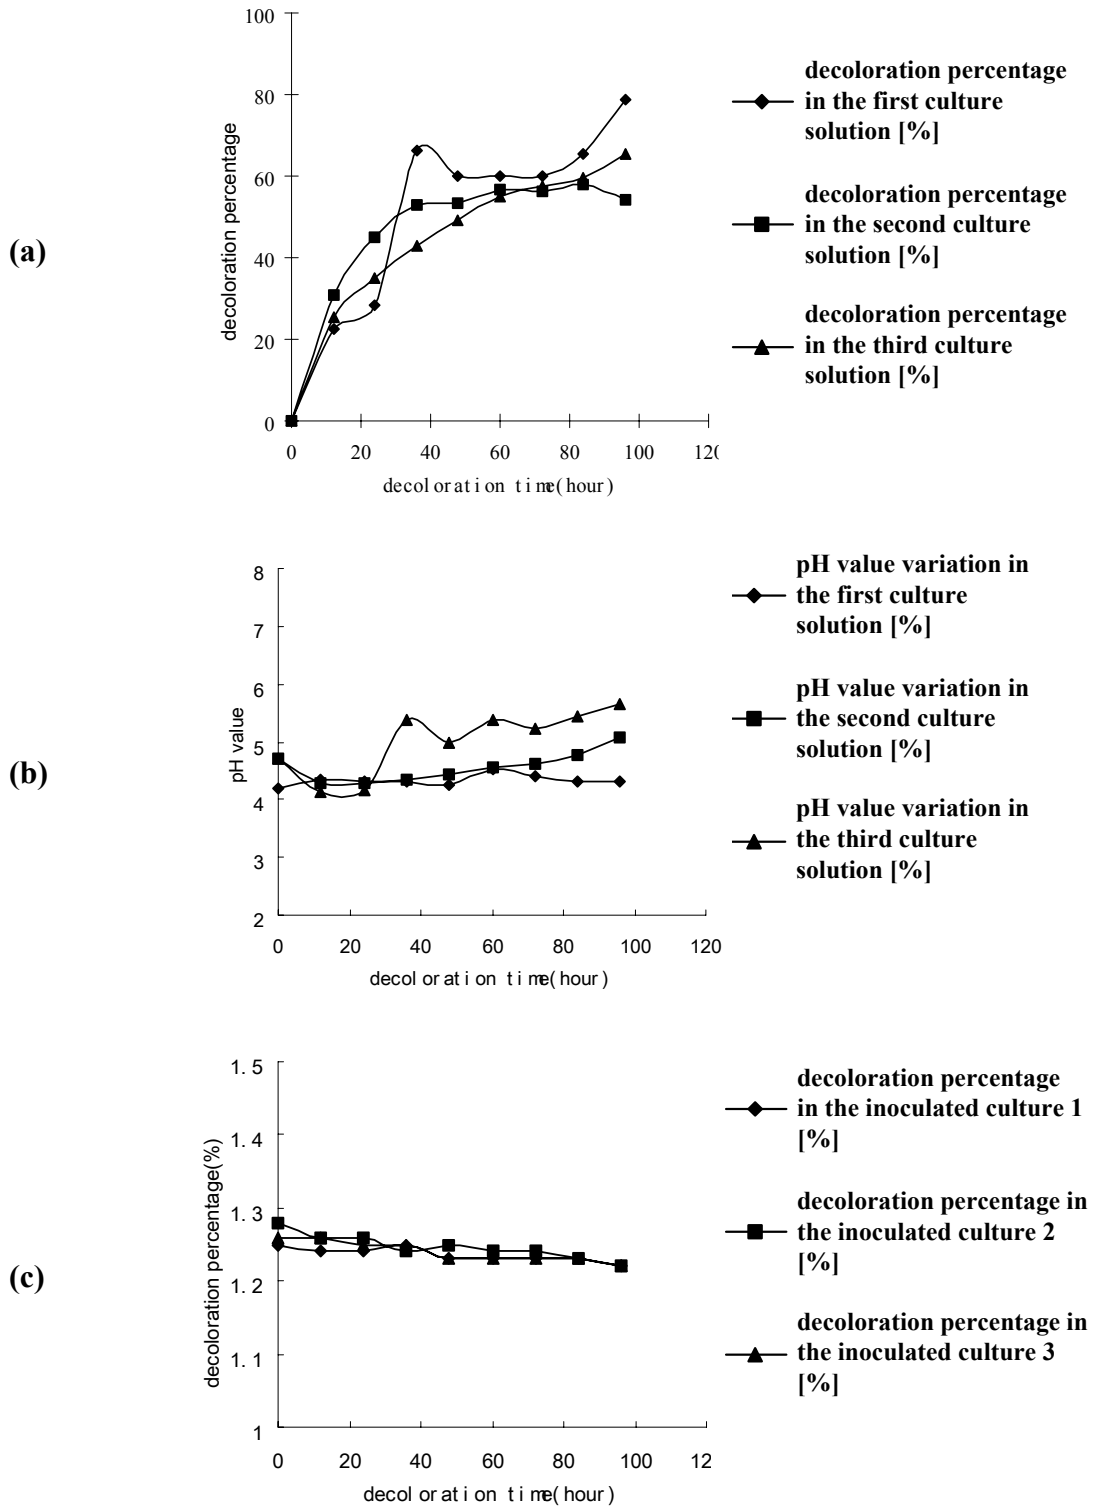 (a)
100
80
60
40
20
0
decoloration percentage
0 20 40 60 80 100 120
decoloration time(hour)
decoloration percentage
in the first culture
solution [%]
decoloration percentage
in the second culture
solution [%]
decoloration percentage
in the third culture
solution [%]
(b)
8
7
6
5
4
3
2
pH value
0 20 40 60 80 100 120
decoloration time(hour)
pH value variation in
the first culture
solution [%]
pH value variation in
the second culture
solution [%]
pH value variation in
the third culture
solution [%]
(c)
1.5
1.4
1.3
1.2
1.1
1
decoloration percentage(%)
0 20 40 60 80 100 120
decoloration time(hour)
decoloration percentage
in the inoculated culture 1
[%]
decoloration percentage in
the inoculated culture 2
[%]
decoloration percentage in
the inoculated culture 3
[%]